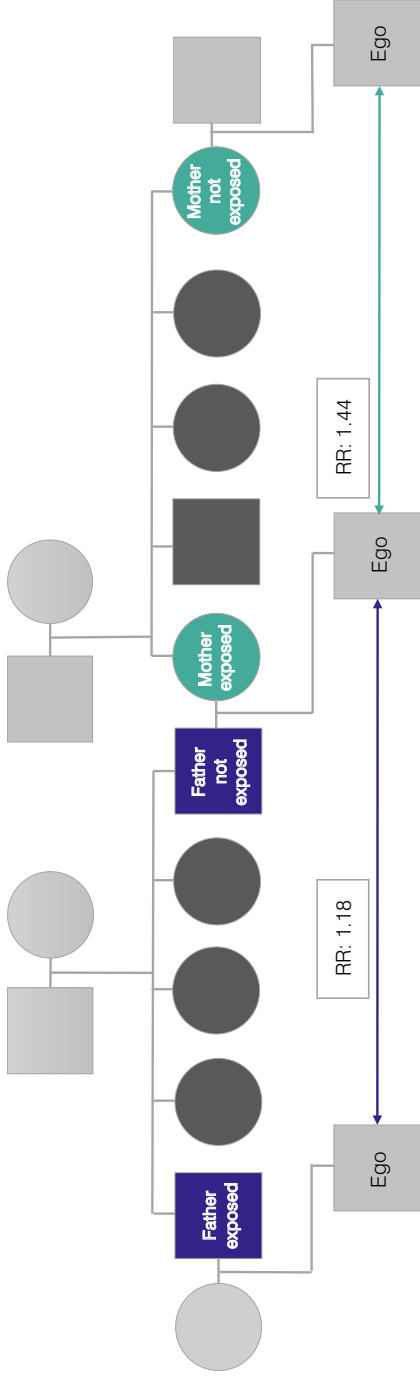 Father
exposed
Father
not
exposed
Mother
exposed
Mother
not
exposed
Ego
RR: 1.18
Ego
RR: 1.44
Ego